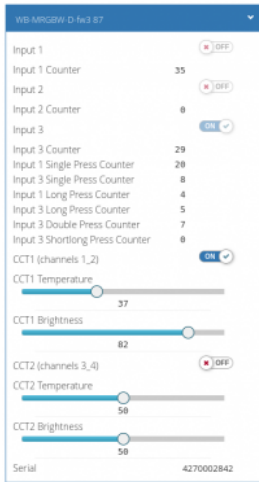 WB-MRGBW-D-fw3 87
Input 1 OFF
Input 1 Counter 35
Input 2 OFF
Input 2 Counter 0
Input 3 ON
Input 3 Counter 29
Input 1 Single Press Counter 20
Input 3 Single Press Counter 8
Input 1 Long Press Counter 4
Input 3 Long Press Counter 5
Input 3 Double Press Counter 7
Input 3 Shortlong Press Counter 0
CCT1 (channels 1_2) ON
CCT1 Temperature
37
CCT1 Brightness
82
CCT2 (channels 3_4) OFF
CCT2 Temperature
50
CCT2 Brightness
50
Serial 4270002842